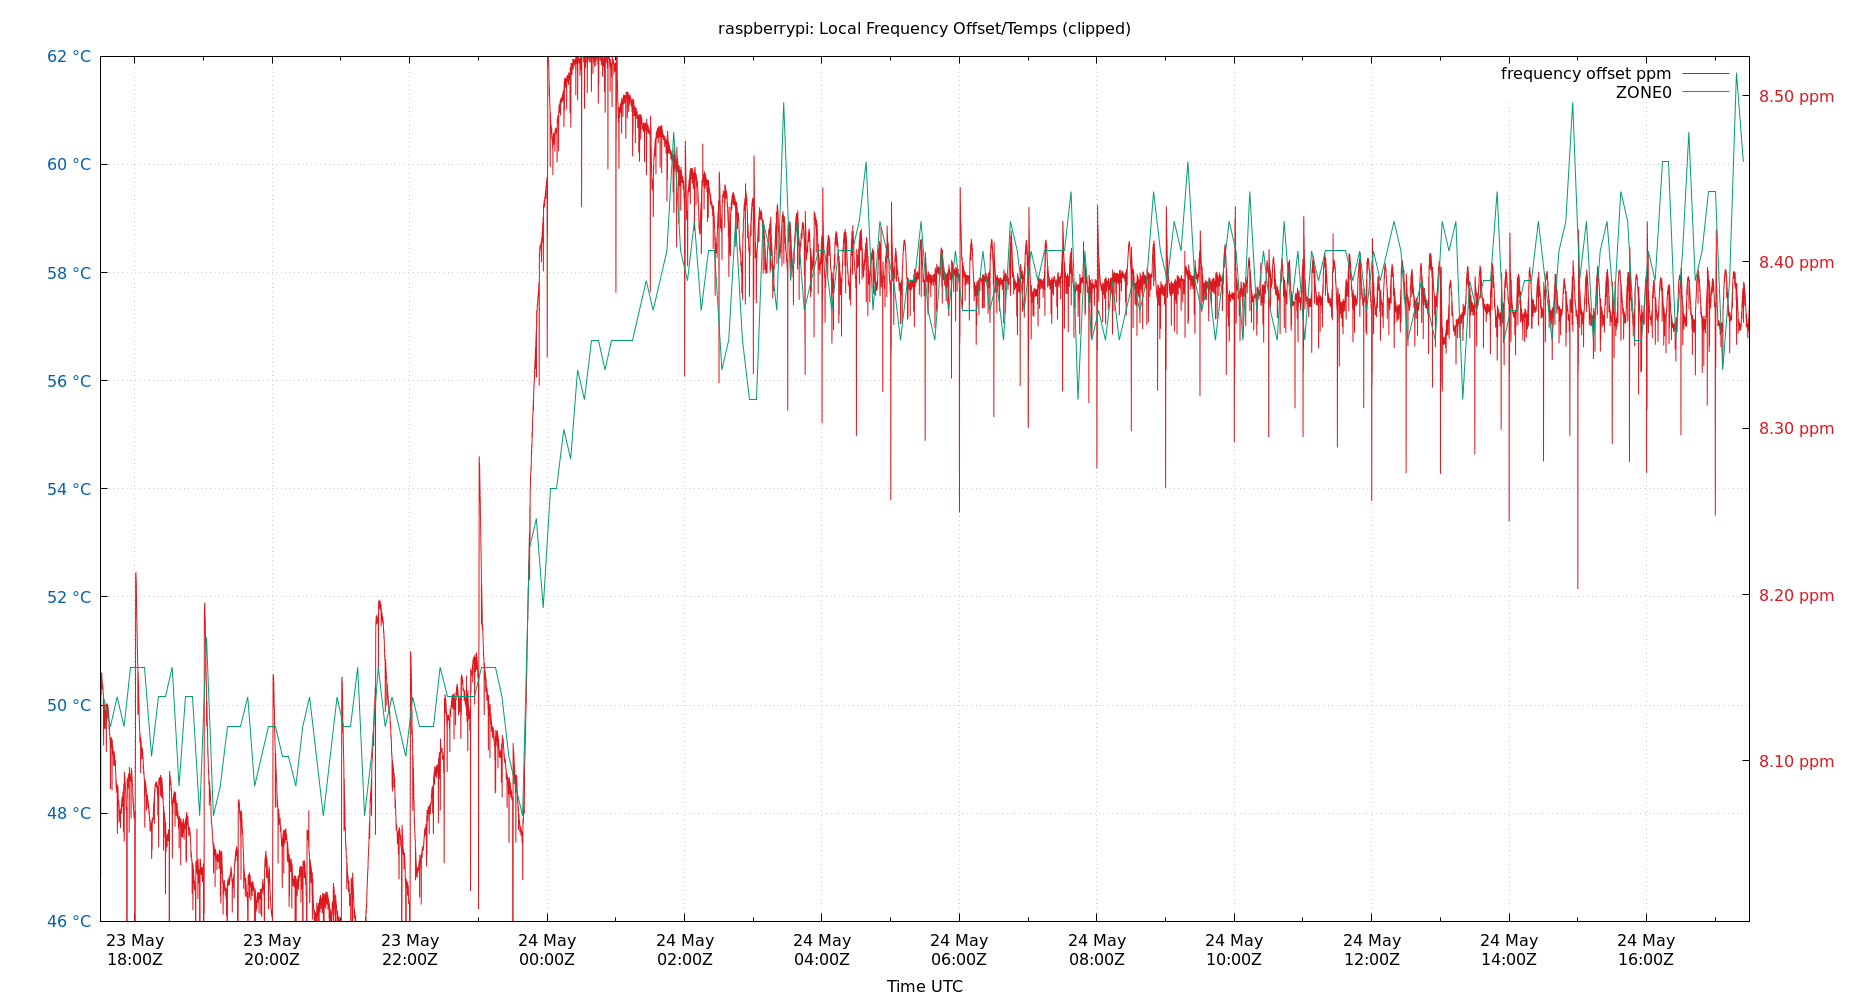 raspberrypi: Local Frequency Offset/Temps (clipped)
62 °C
60 °C
58 °C
56 °C
54 °C
52 °C
50 °C
48 °C
46 °C
frequency offset ppm
ZONE0
8.50 ppm
8.40 ppm
8.30 ppm
8.20 ppm
8.10 ppm
23 May 23 May 23 May 24 May 24 May 24 May 24 May 24 May 24 May 24 May 24 May 24 May
18:00Z 20:00Z 22:00Z 00:00Z 02:00Z 04:00Z 06:00Z 08:00Z 10:00Z 12:00Z 14:00Z 16:00Z
Time UTC